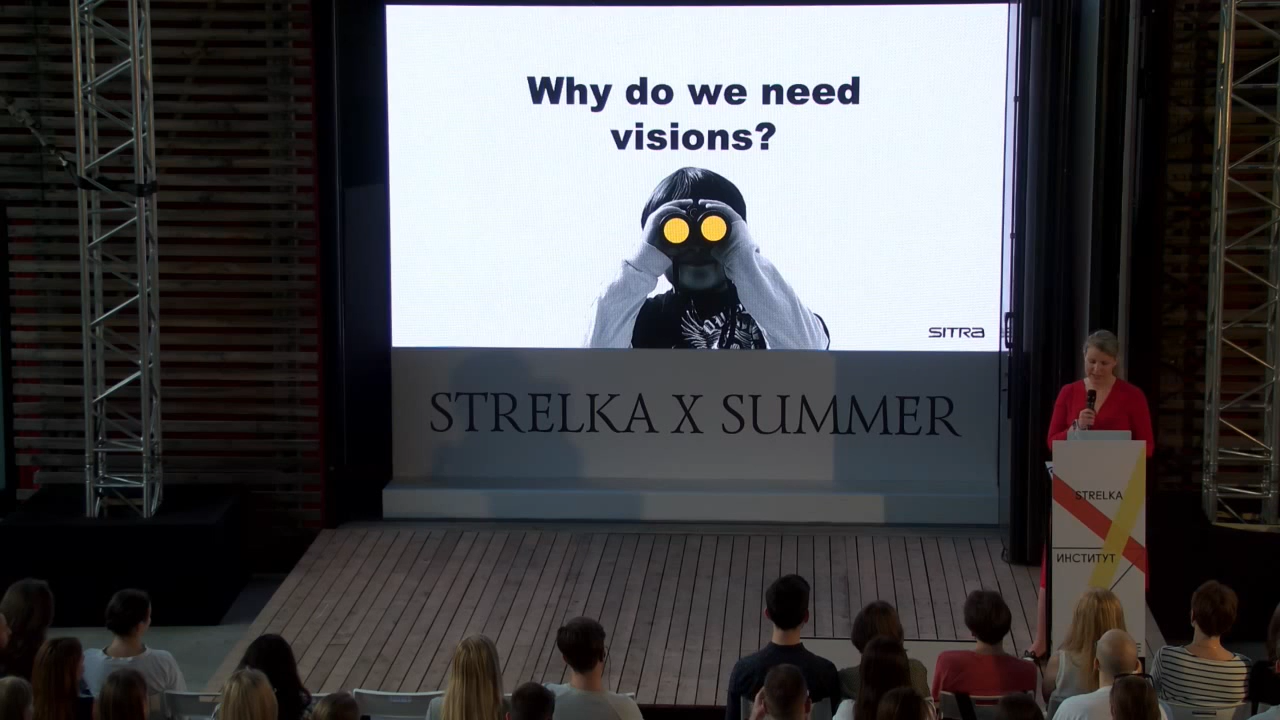 Why do we need
visions?
SITRA
STRELKA X SUMMER
STRELKA
ИНСТИТУТ